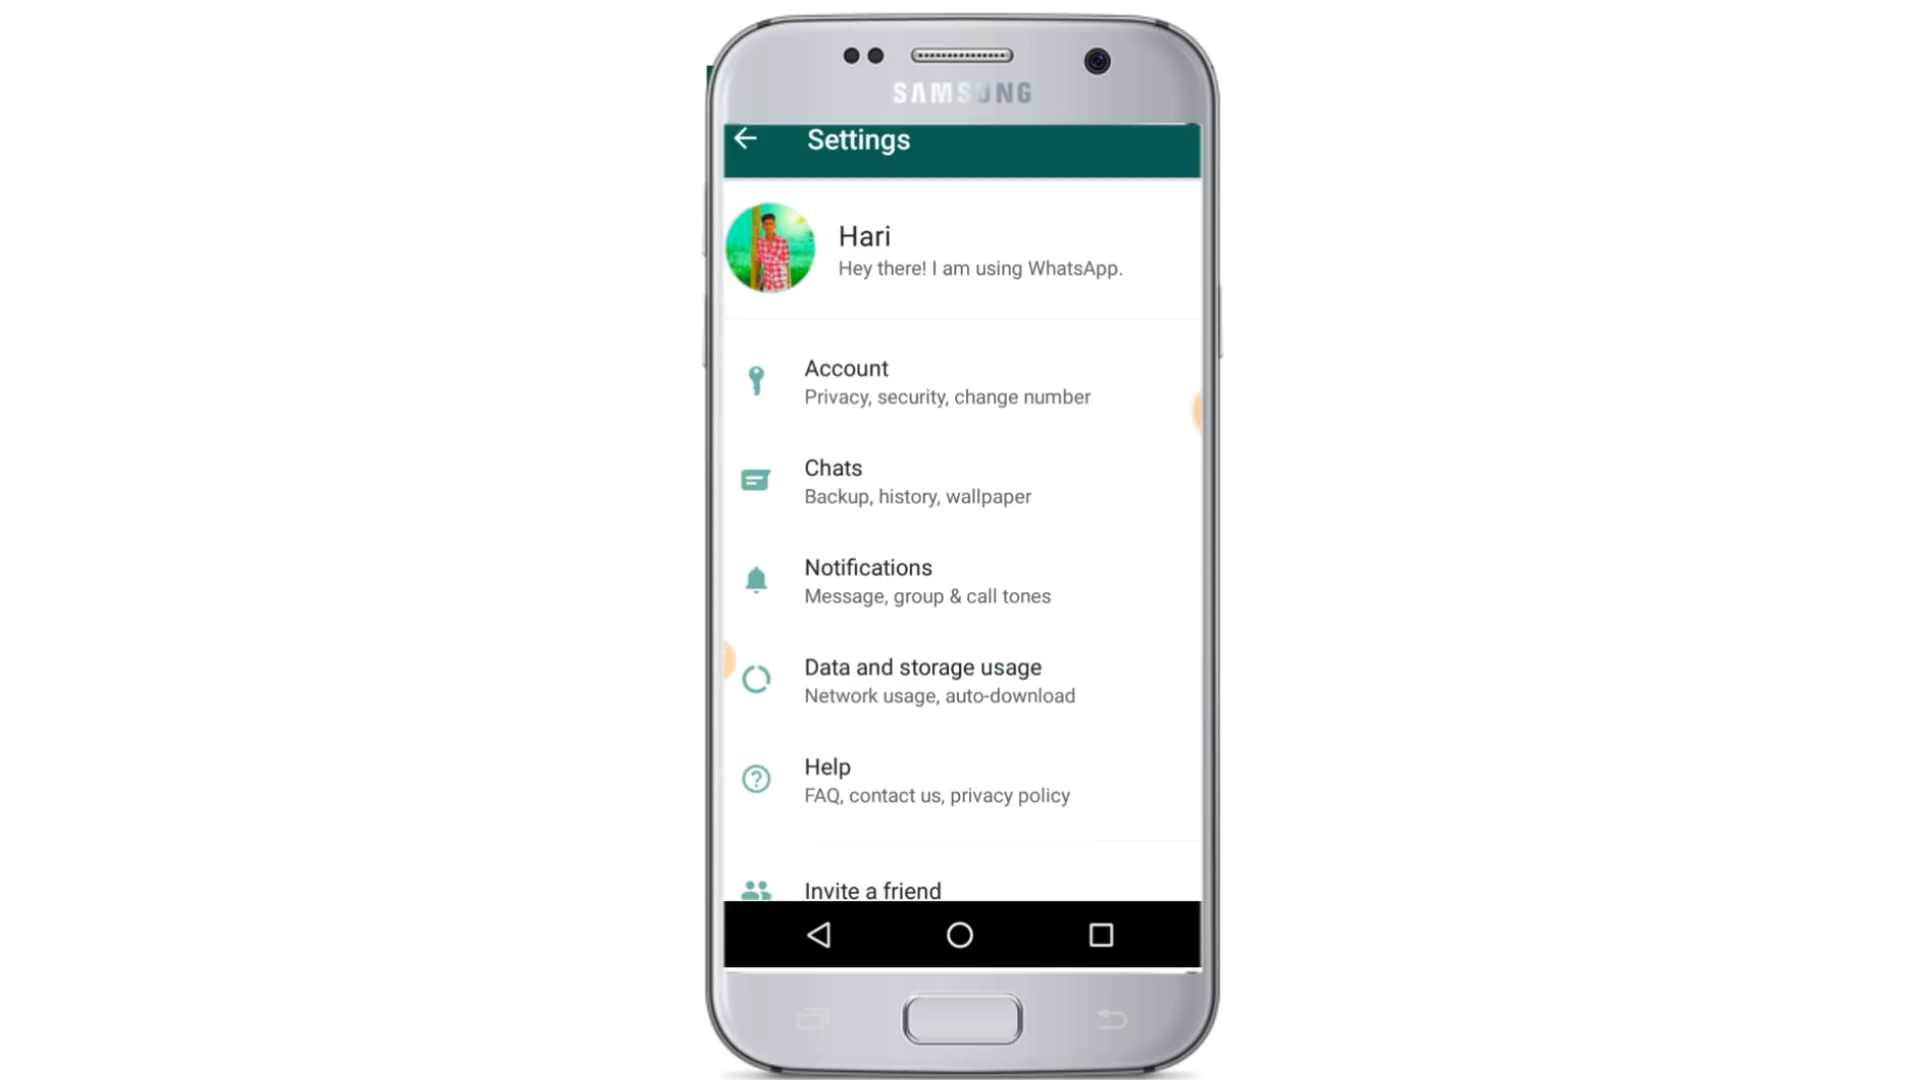 SAMSUNG
Settings
Hari
Hey there! I am using WhatsApp.
Account
Privacy, security, change number
Chats
Backup, history, wallpaper
Notifications
Message, group & call tones
Data and storage usage
Network usage, auto-download
Help
FAQ, contact us, privacy policy
Invite a friend